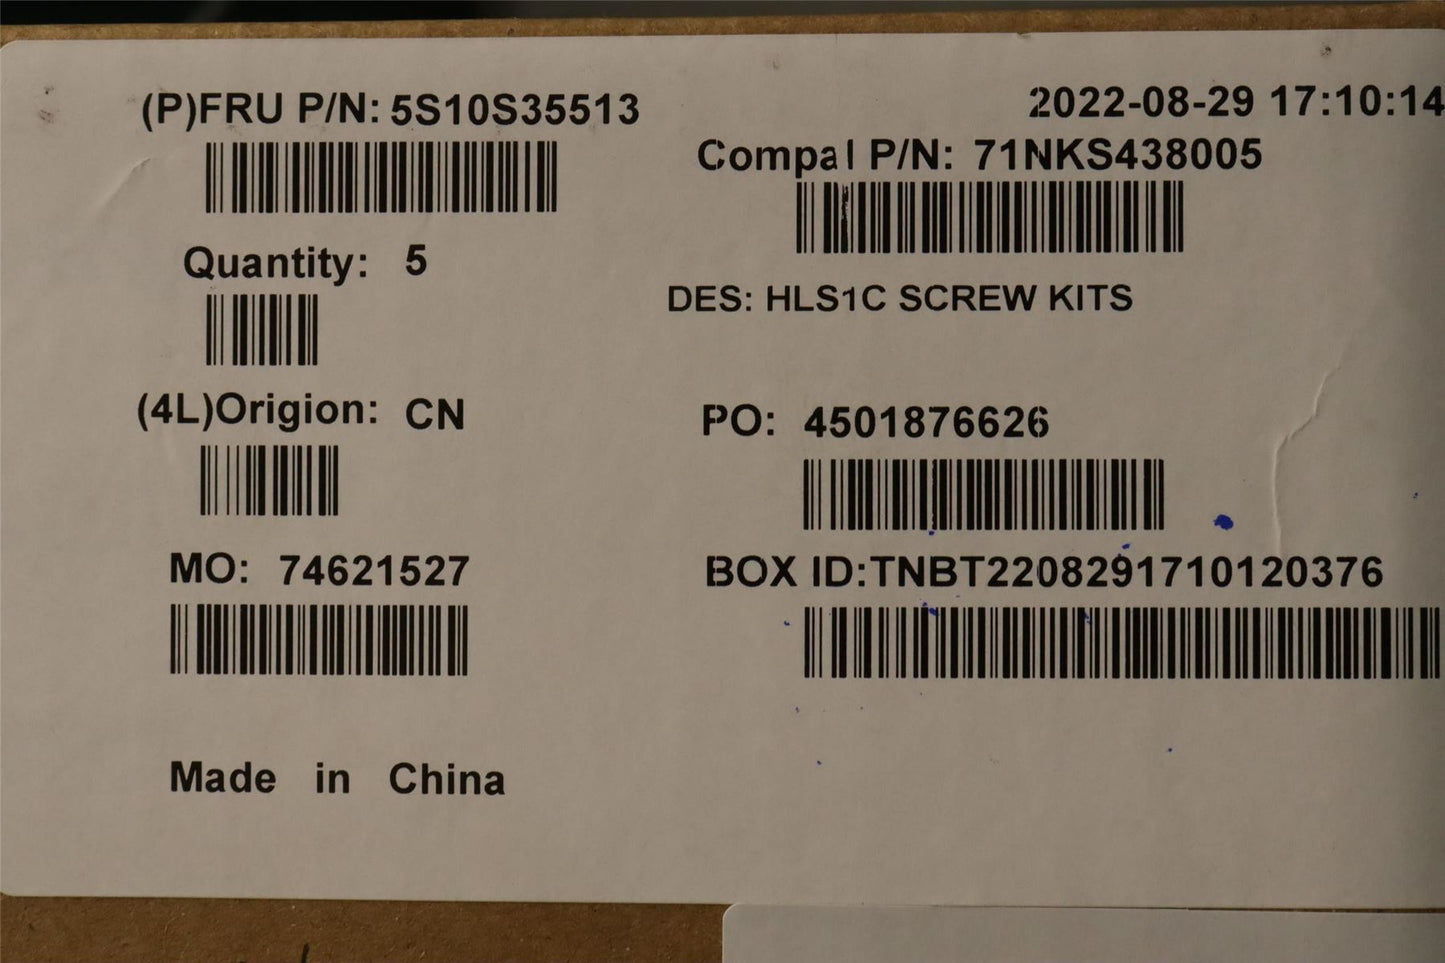 (P)FRU P/N: 5S10S35513
2022-08-29 17:10:14
Compal P/N: 71NKS438005
Quantity: 5
DES: HLS1C SCREW KITS
(4L)Origion: CN
PO: 4501876626
MO: 74621527
BOX ID:TNBT2208291710120376
Made in China